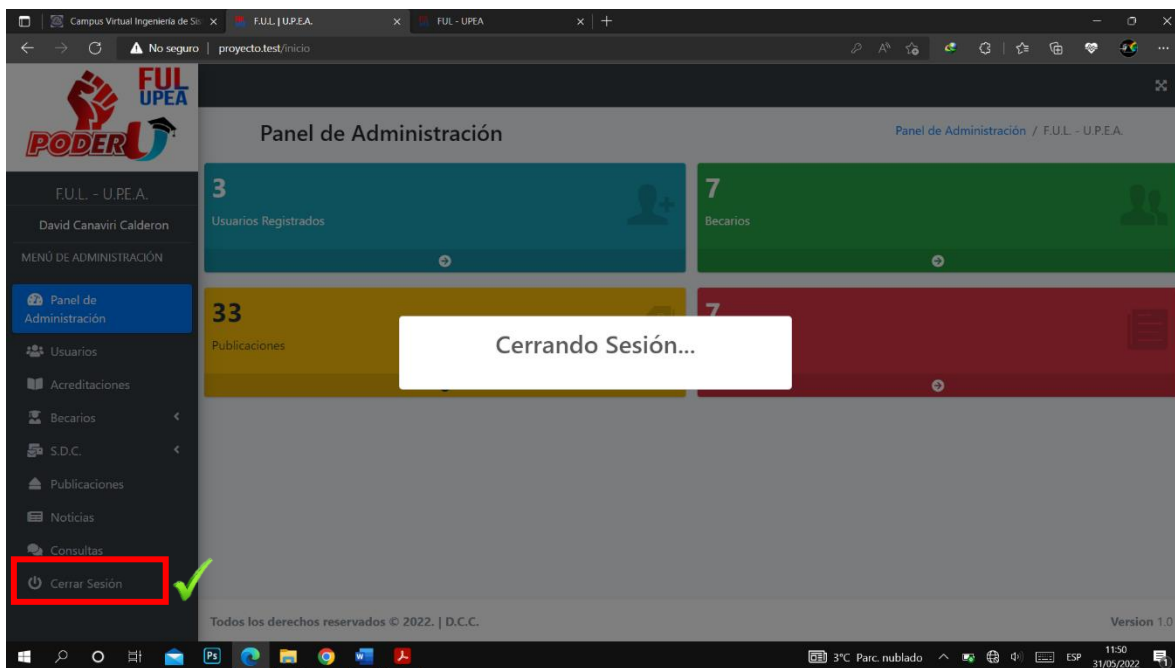 Campus Virtual Ingeniería de Sis
F.U.L. | U.P.E.A.
FUL - UPEA
No seguro | proyecto.test/inicio
FUL
UPEA
PODER U
Panel de Administración
Panel de Administración / F.U.L. - U.P.E.A.
F.U.L. - U.P.E.A.
David Canaviri Calderon
MENÚ DE ADMINISTRACIÓN
Panel de
Administración
Usuarios
Acreditaciones
Becarios
S.D.C.
Publicaciones
Noticias
Consultas
Cerrar Sesión
3
Usuarios Registrados
7
Becarios
33
Publicaciones
7
Cerrando Sesión...
Todos los derechos reservados © 2022. | D.C.C.
Version 1.0
Ps
3°C Parc. nublado
ESP
11:50
31/05/2022